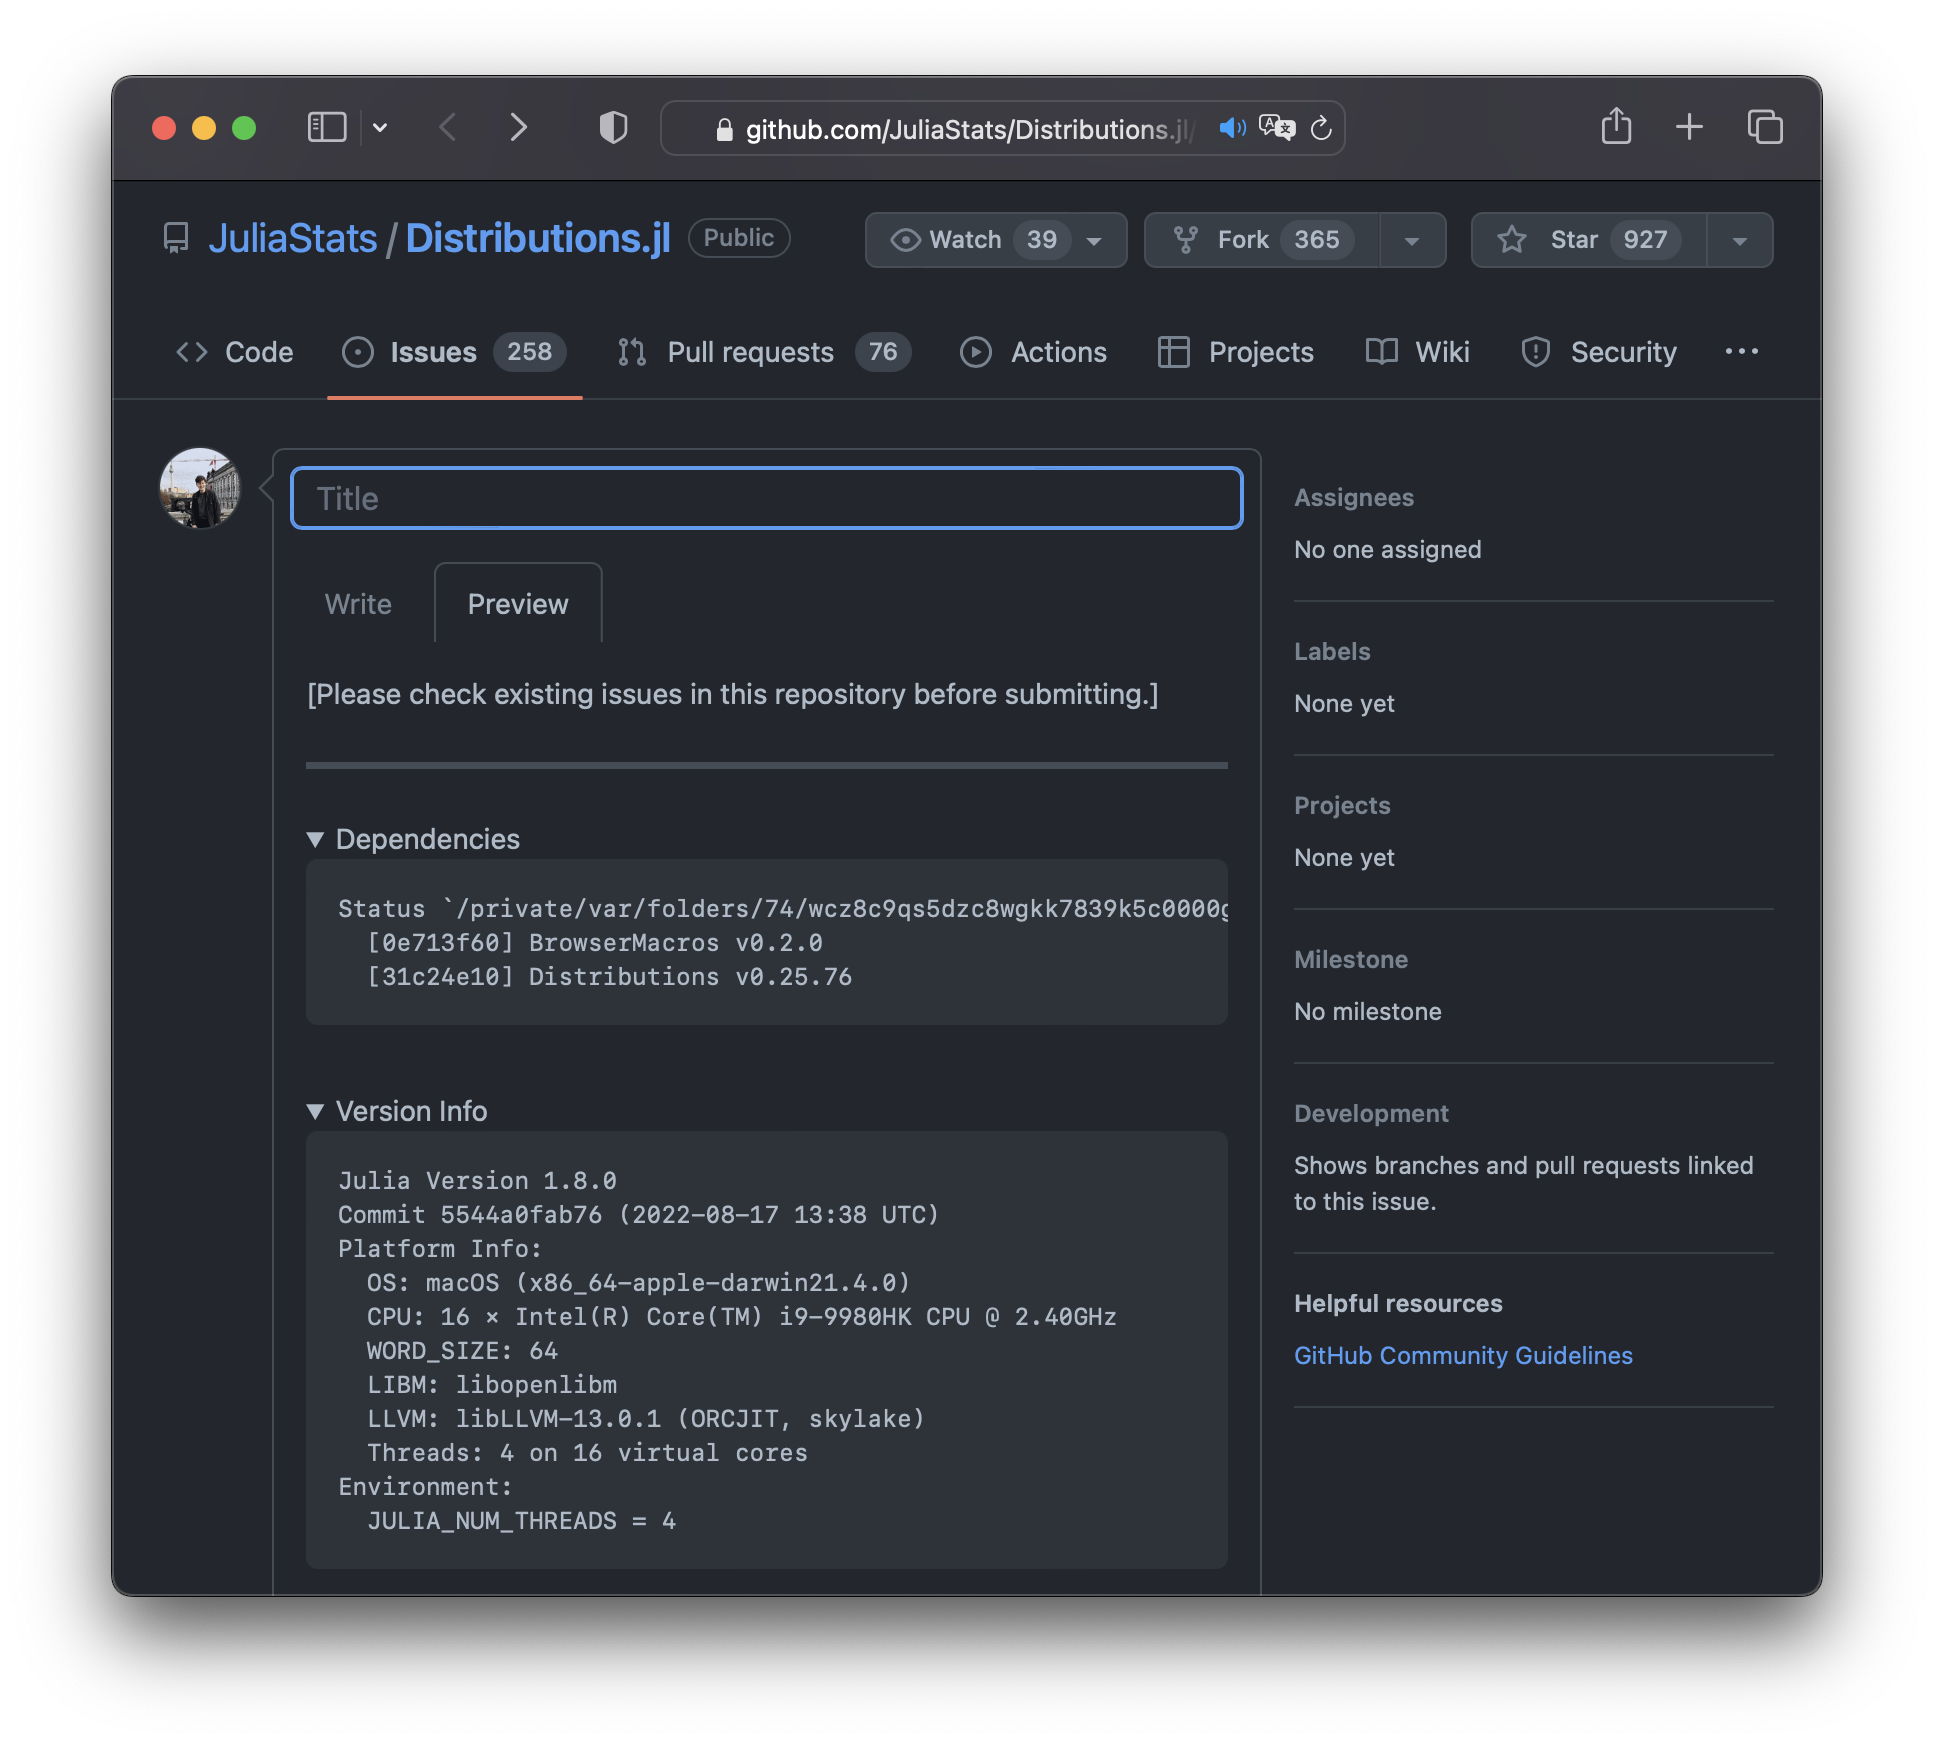 github.com/JuliaStats/Distributions.jl/
JuliaStats / Distributions.jl Public
Watch 39 Fork 365 Star 927
Code Issues 258 Pull requests 76 Actions Projects Wiki Security
Title
Write Preview
[Please check existing issues in this repository before submitting.]
Dependencies
Status `/private/var/folders/74/wcz8c9qs5dzc8wgkk7839k5c0000g
[0e713f60] BrowserMacros v0.2.0
[31c24e10] Distributions v0.25.76
Version Info
Julia Version 1.8.0
Commit 5544a0fab76 (2022-08-17 13:38 UTC)
Platform Info:
OS: macOS (x86_64-apple-darwin21.4.0)
CPU: 16 × Intel(R) Core(TM) i9-9980HK CPU @ 2.40GHz
WORD_SIZE: 64
LIBM: libopenlibm
LLVM: libLLVM-13.0.1 (ORCJIT, skylake)
Threads: 4 on 16 virtual cores
Environment:
JULIA_NUM_THREADS = 4
Assignees
No one assigned
Labels
None yet
Projects
None yet
Milestone
No milestone
Development
Shows branches and pull requests linked
to this issue.
Helpful resources
GitHub Community Guidelines